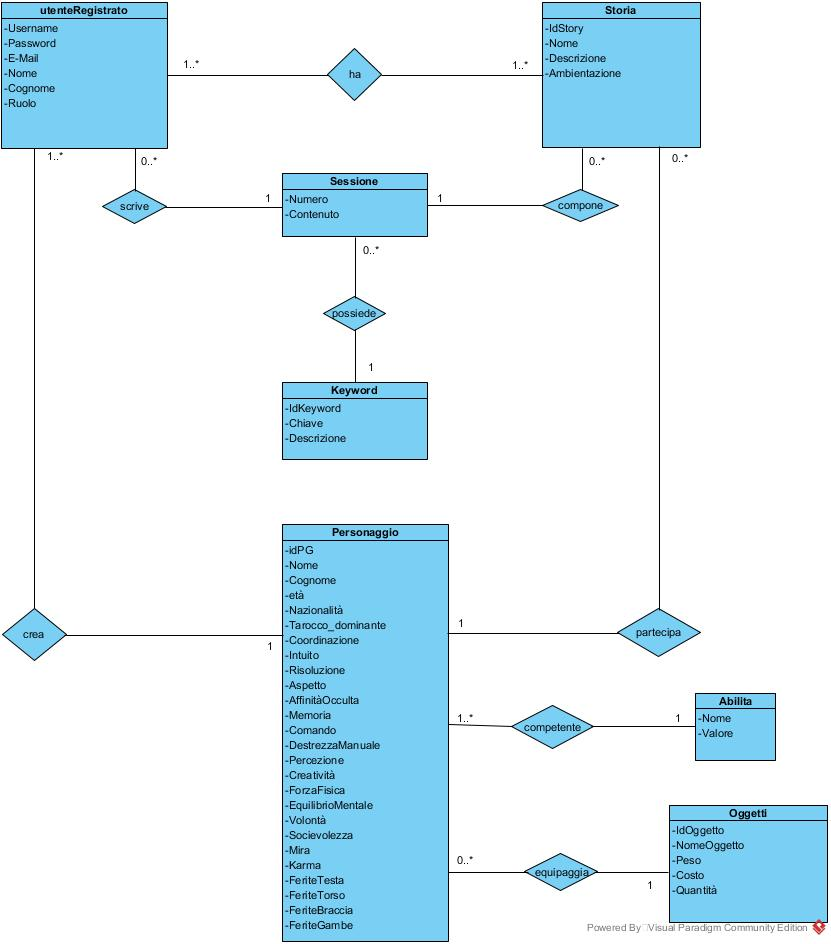 utenteRegistrato
-Username
-Password
-E-Mail
-Nome
-Cognome
-Ruolo
1..*
ha
1..*
Storia
-IdStory
-Nome
-Descrizione
-Ambientazione
1..*
0..*
0..*
0..*
scrive
1
Sessione
-Numero
-Contenuto
1
compone
0..*
possiede
1
Keyword
-IdKeyword
-Chiave
-Descrizione
crea
1
Personaggio
-idPG
-Nome
-Cognome
-età
-Nazionalità
-Tarocco_dominante
-Coordinazione
-Intuito
-Risoluzione
-Aspetto
-AffinitàOcculta
-Memoria
-Comando
-DestrezzaManuale
-Percezione
-Creatività
-ForzaFisica
-EquilibrioMentale
-Volontà
-Socievolezza
-Mira
-Karma
-FeriteTesta
-FeriteTorso
-FeriteBraccia
-FeriteGambe
1
partecipa
1..*
competente
1
Abilita
-Nome
-Valore
0..*
equipaggia
1
Oggetti
-IdOggetto
-NomeOggetto
-Peso
-Costo
-Quantità
Powered By Visual Paradigm Community Edition